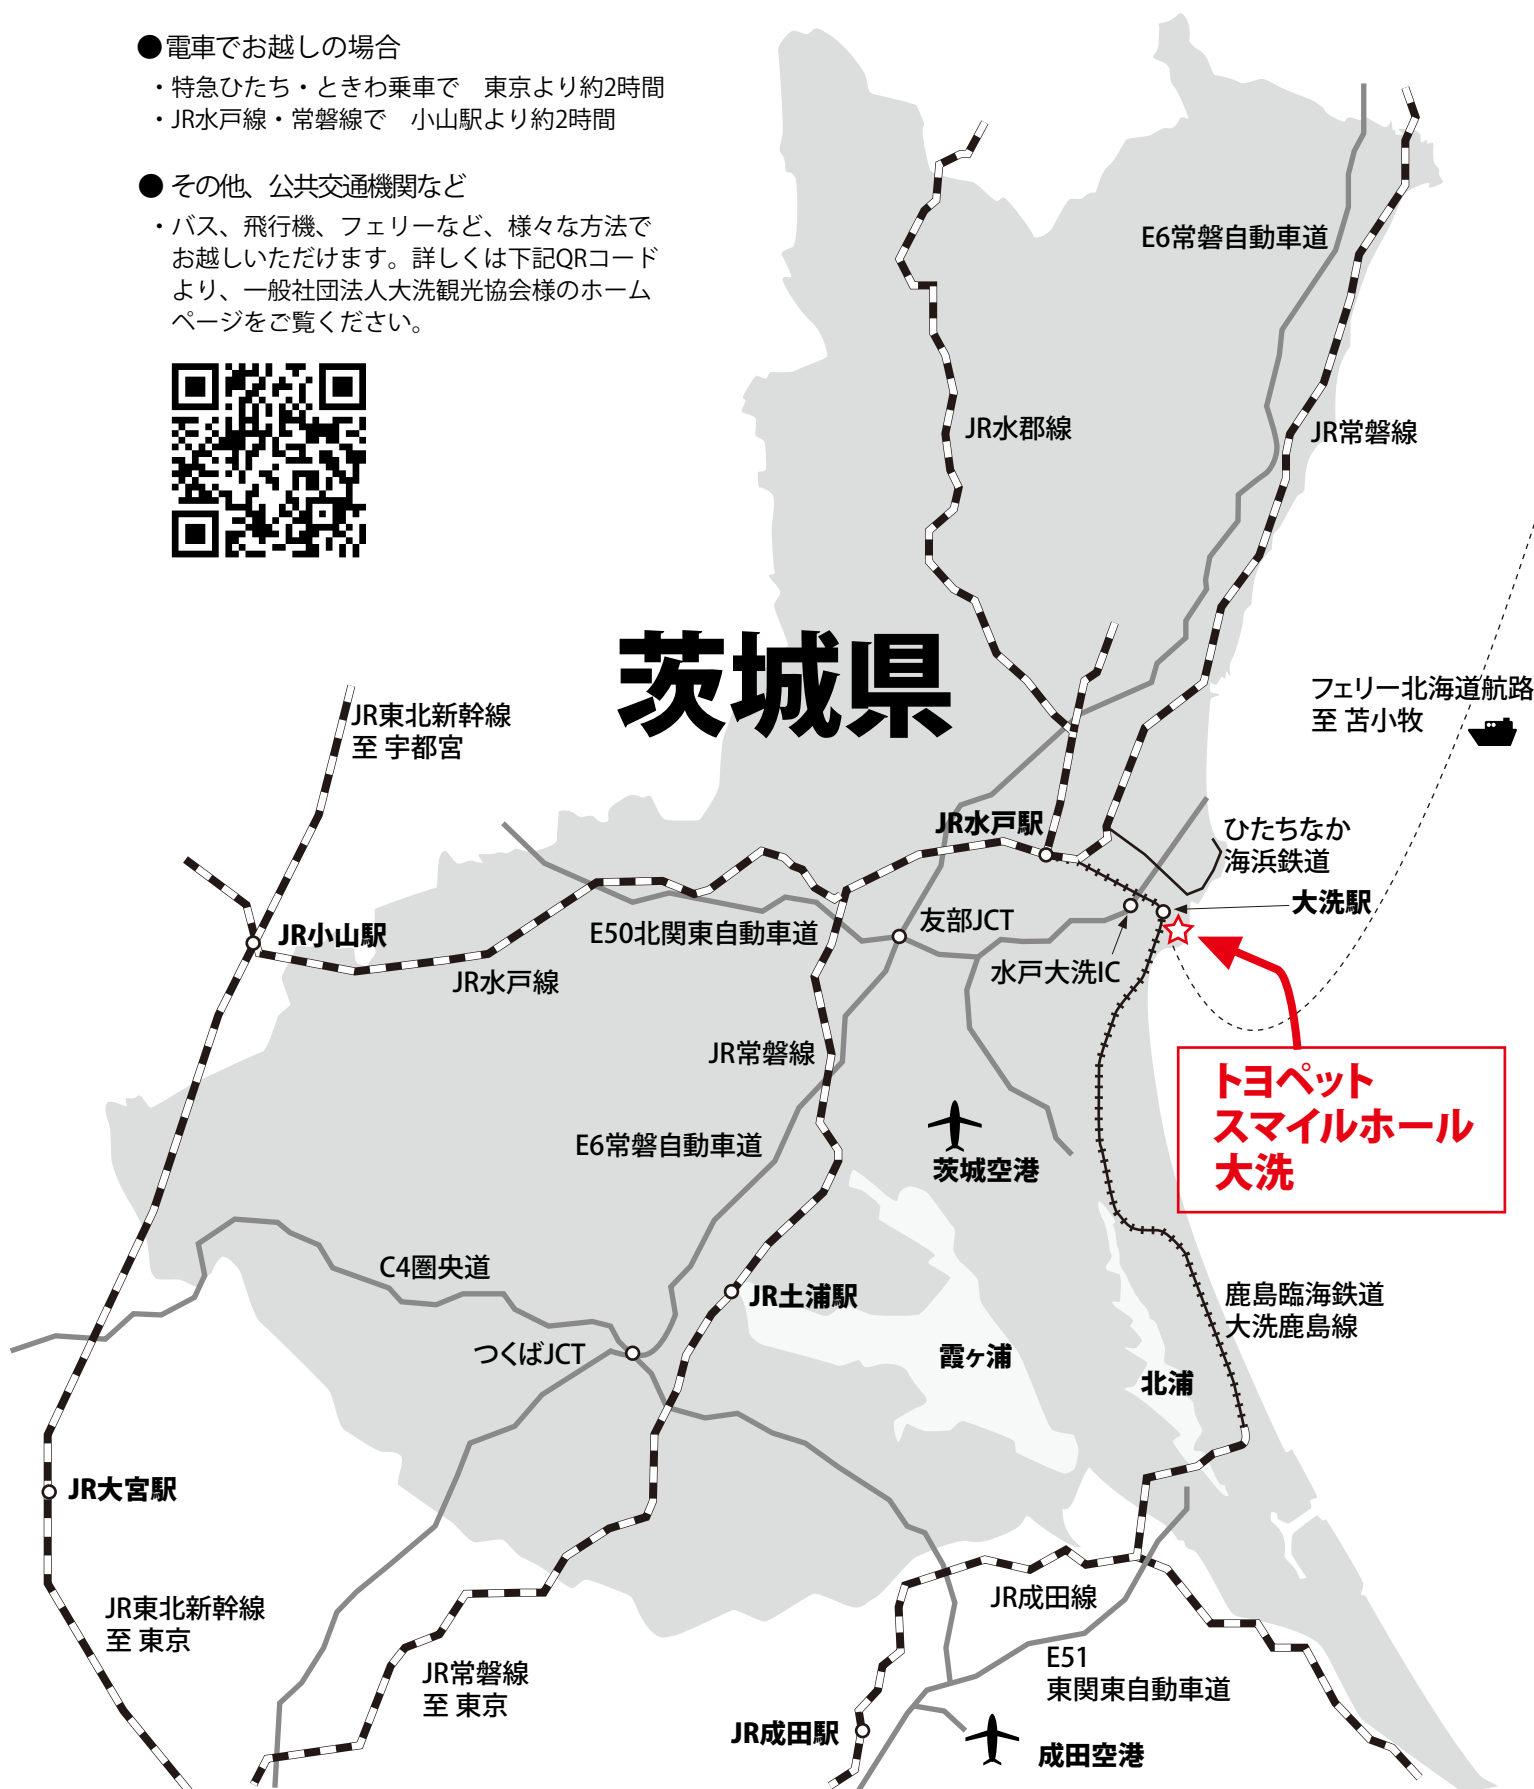 ●電車でお越しの場合
・特急ひたち・ときわ乗車で　東京より約2時間
・JR水戸線・常磐線で　小山駅より約2時間
● その他、公共交通機関など
・バス、飛行機、フェリーなど、様々な方法で
お越しいただけます。詳しくは下記QRコード
より、一般社団法人大洗観光協会様のホーム
ページをご覧ください。
E6常磐自動車道
JR水郡線
JR常磐線
茨城県
フェリー北海道航路
至 苫小牧
JR東北新幹線
至 宇都宮
JR水戸駅
ひたちなか
海浜鉄道
大洗駅
JR小山駅
E50北関東自動車道
友部JCT
水戸大洗IC
JR水戸線
JR常磐線
トヨペット
スマイルホール
大洗
E6常磐自動車道
茨城空港
C4圏央道
JR土浦駅
鹿島臨海鉄道
大洗鹿島線
つくばJCT
霞ヶ浦
北浦
JR大宮駅
JR東北新幹線
至 東京
JR成田線
JR常磐線
至 東京
E51
東関東自動車道
JR成田駅
成田空港